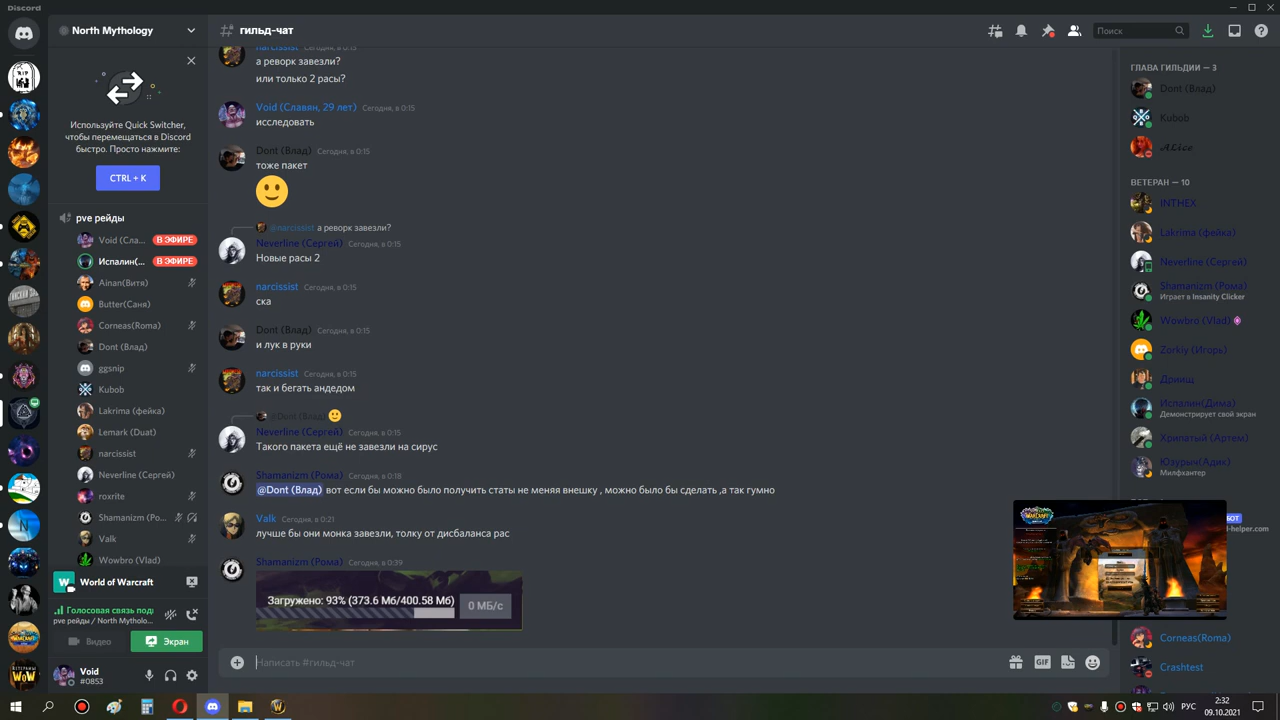 Discord
North Mythology
гильд-чат
Поиск
Используйте Quick Switcher,
чтобы перемещаться в Discord
быстро. Просто нажмите:
CTRL + K
pve рейды
Void (Сла...
В ЭФИРЕ
Испалин(...
В ЭФИРЕ
Ainan(Витя)
Butter(Саня)
Corneas(Roma)
Dont (Влад)
ggsnip
Kubob
Lakrima (фейка)
Lemark (Duat)
narcissist
Neverline (Сергей)
roxrite
Shamanizm (Ро...
Valk
Wowbro (Vlad)
World of Warcraft
Голосовая связь под
pve рейды / North Mytholo...
Видео
Экран
Void
#0853
narcissist Сегодня, в 0:15
а реворк завезли?
или только 2 расы?
Void (Славян, 29 лет) Сегодня, в 0:15
исследовать
Dont (Влад) Сегодня, в 0:15
тоже пакет
@narcissist а реворк завезли?
Neverline (Сергей) Сегодня, в 0:15
Новые расы 2
narcissist Сегодня, в 0:15
ска
Dont (Влад) Сегодня, в 0:15
и лук в руки
narcissist Сегодня, в 0:15
так и бегать андедом
@Dont (Влад)
Neverline (Сергей) Сегодня, в 0:15
Такого пакета ещё не завезли на сирус
Shamanizm (Рома) Сегодня, в 0:18
@Dont (Влад) вот если бы можно было получить статы не меняя внешку , можно было бы сделать ,а так гумно
Valk Сегодня, в 0:21
лучше бы они монка завезли, толку от дисбаланса рас
Shamanizm (Рома) Сегодня, в 0:39
Загружено: 93% (373.6 Мб/400.58 Мб)
0 МБ/с
Написать #гильд-чат
GIF
ГЛАВА ГИЛЬДИИ — 3
Dont (Влад)
Kubob
𝓐𝓛𝓲𝓬𝓮
ВЕТЕРАН — 10
INTHEX
Lakrima (фейка)
Neverline (Сергей)
Shamanizm (Рома)
Играет в Insanity Clicker
Wowbro (Vlad)
Zorkiy (Игорь)
Дрищ
Испалин(Дима)
Демонстрирует свой экран
Хрипатый (Артем)
Юзурыч(Адик)
Милфхантер
БОТ
d-helper.com
Corneas(Roma)
Crashtest
РУС
2:32
09.10.2021